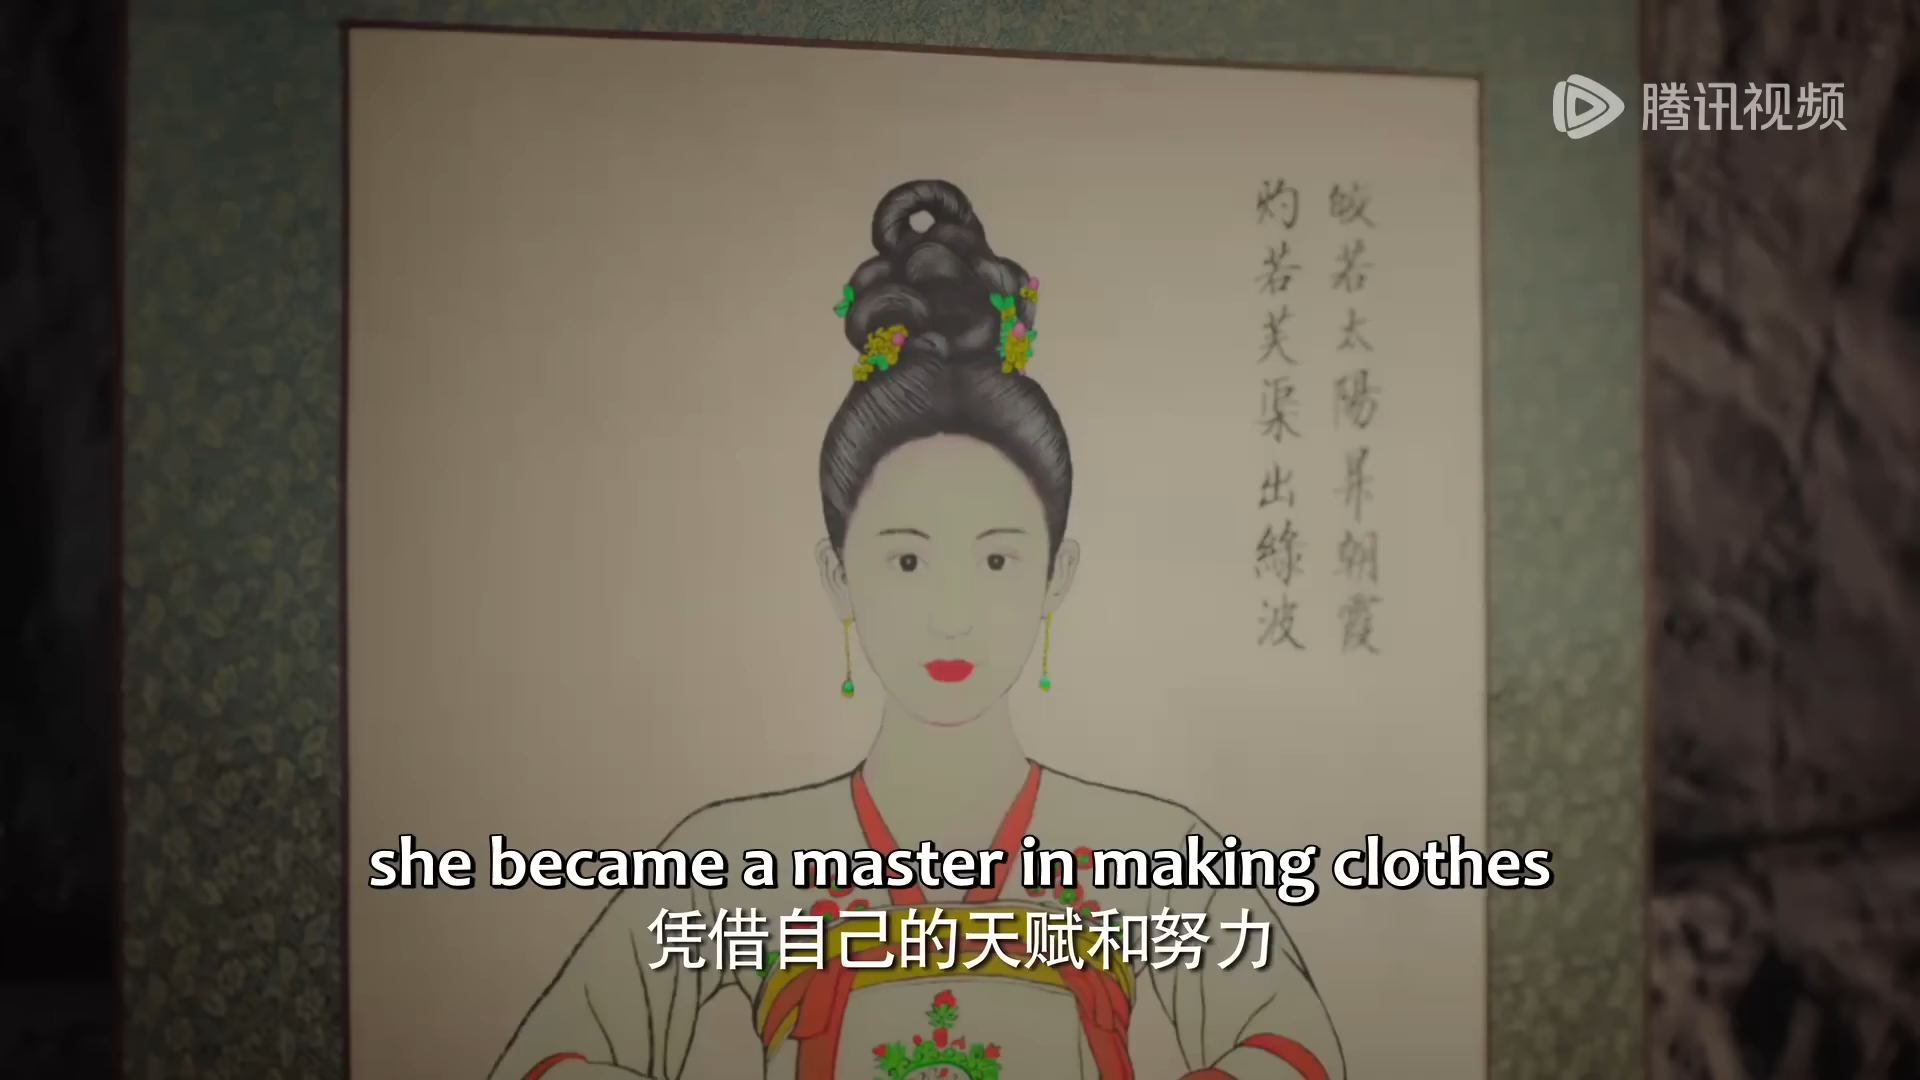 腾讯视频
皎若太陽昇朝霞
灼若芙渠出綠波
she became a master in making clothes
凭借自己的天赋和努力